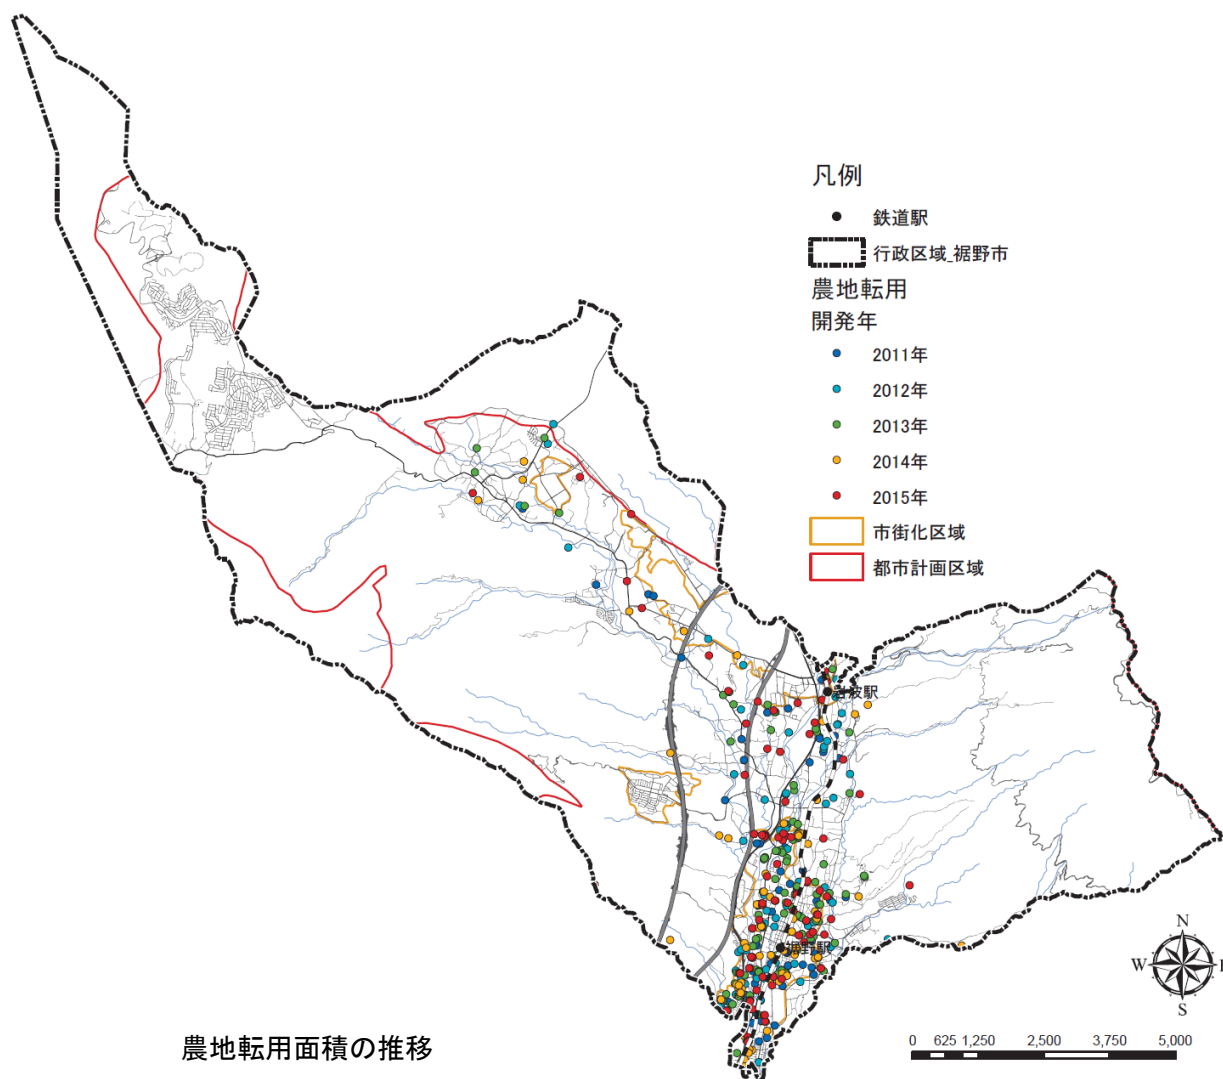 凡例
鉄道駅
行政区域_裾野市
農地転用
開発年
2011年
2012年
2013年
2014年
2015年
市街化区域
都市計画区域
岩波駅
裾野駅
N
W
S
農地転用面積の推移
0 625 1,250 2,500 3,750 5,000